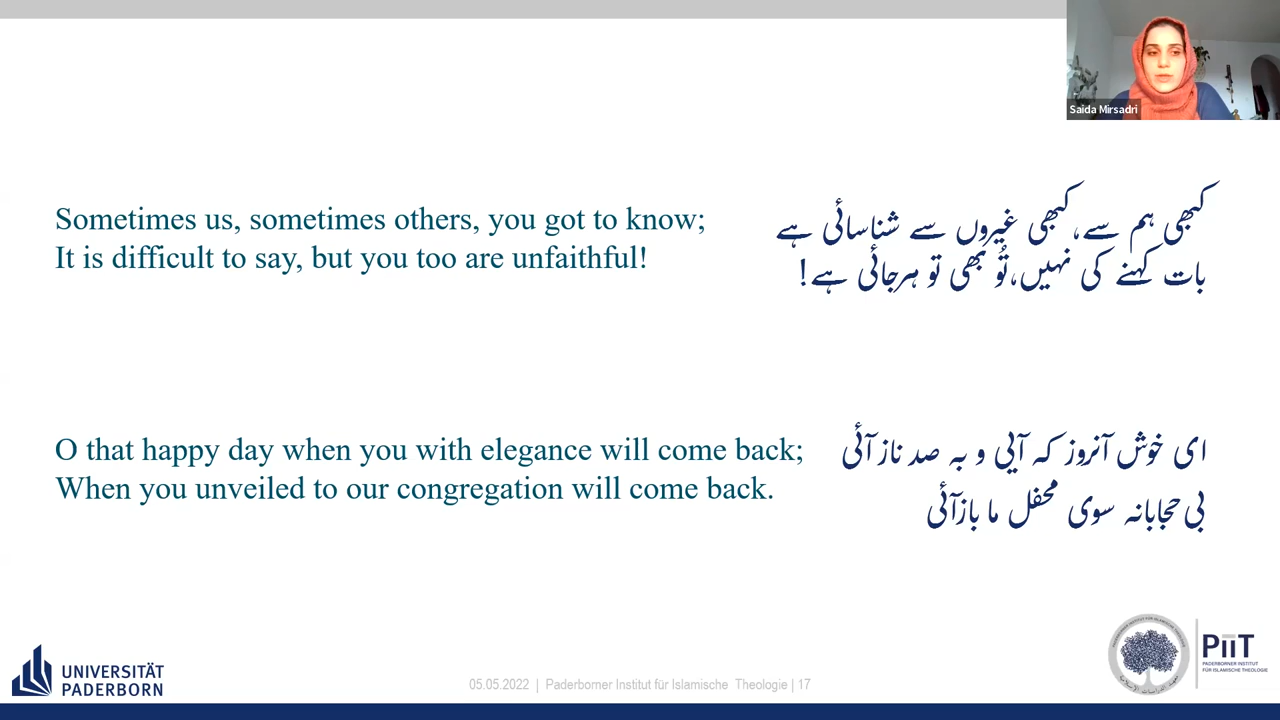 Saida Mirsadri
Sometimes us, sometimes others, you got to know;
It is difficult to say, but you too are unfaithful!
کبھی ہم سے، کبھی غیروں سے شناسائی ہے
بات کہنے کی نہیں، تُو بھی تو ہرجائی ہے!
O that happy day when you with elegance will come back;
When you unveiled to our congregation will come back.
ای خوش آنروز کہ آیی و بہ صد ناز آئی
بی حجابانہ سوی محفل ما بازآئی
UNIVERSITÄT
PADERBORN
05.05.2022 | Paderborner Institut für Islamische Theologie | 17
PiiT
PADERBORNER INSTITUT
FÜR ISLAMISCHE THEOLOGIE